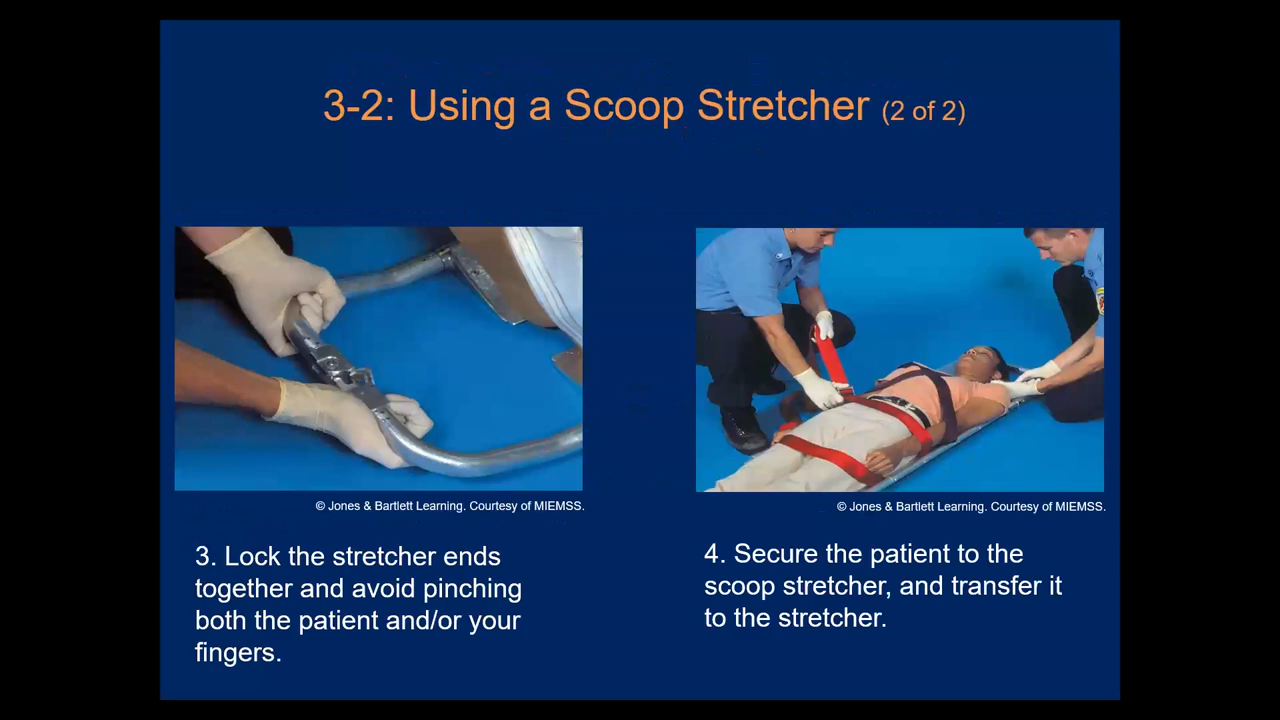 3-2: Using a Scoop Stretcher (2 of 2)
© Jones & Bartlett Learning. Courtesy of MIEMSS.
© Jones & Bartlett Learning. Courtesy of MIEMSS.
3. Lock the stretcher ends
together and avoid pinching
both the patient and/or your
fingers.
4. Secure the patient to the
scoop stretcher, and transfer it
to the stretcher.